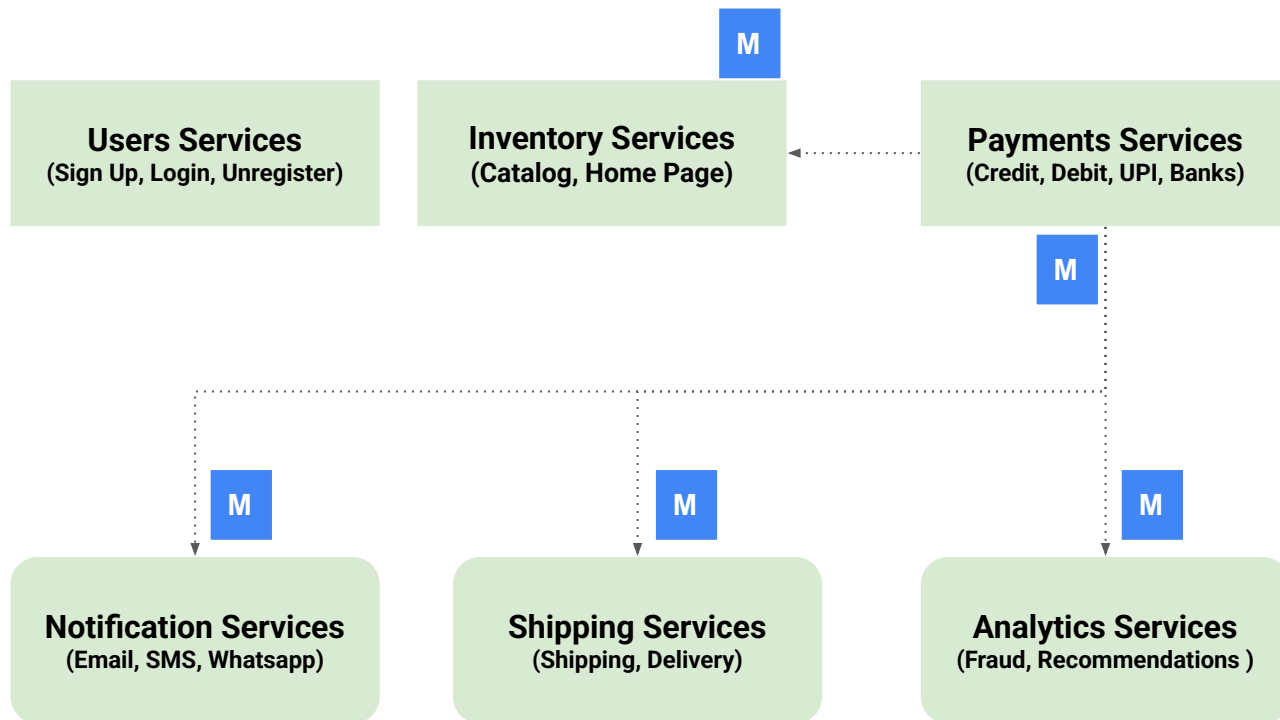 M
Users Services
(Sign Up, Login, Unregister)
Inventory Services
(Catalog, Home Page)
Payments Services
(Credit, Debit, UPI, Banks)
M
M
M
M
Notification Services
(Email, SMS, Whatsapp)
Shipping Services
(Shipping, Delivery)
Analytics Services
(Fraud, Recommendations )